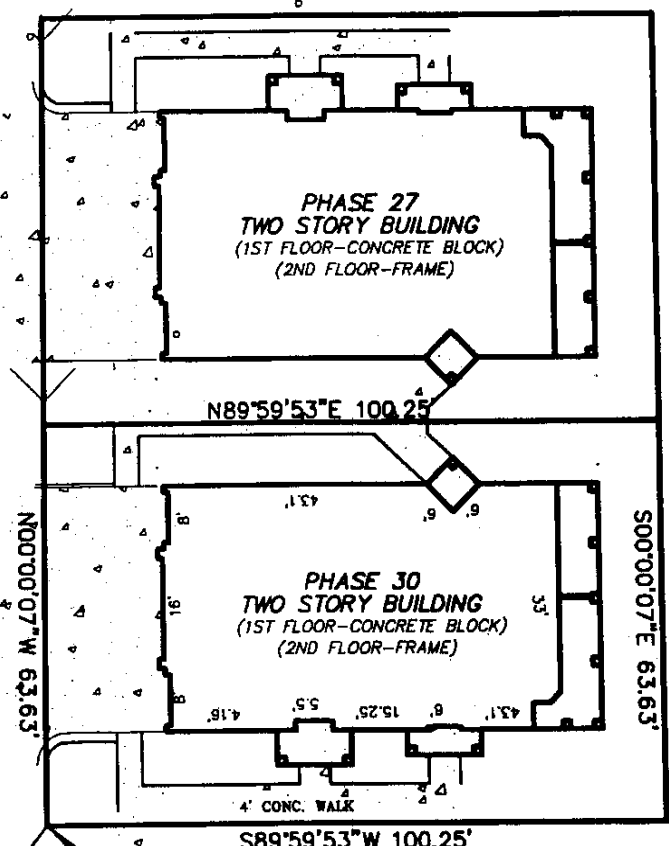 PHASE 27
TWO STORY BUILDING
(1ST FLOOR-CONCRETE BLOCK)
(2ND FLOOR-FRAME)
N89°59'53"E 100.25'
43.1'
8'
6'
6'
N00°00'07"W 63.63'
S00°00'07"E 63.63'
PHASE 30
TWO STORY BUILDING
(1ST FLOOR-CONCRETE BLOCK)
(2ND FLOOR-FRAME)
16'
33'
8'
4.16'
5.5'
15.25'
6'
43.1'
4' CONC. WALK
S89°59'53"W 100.25'